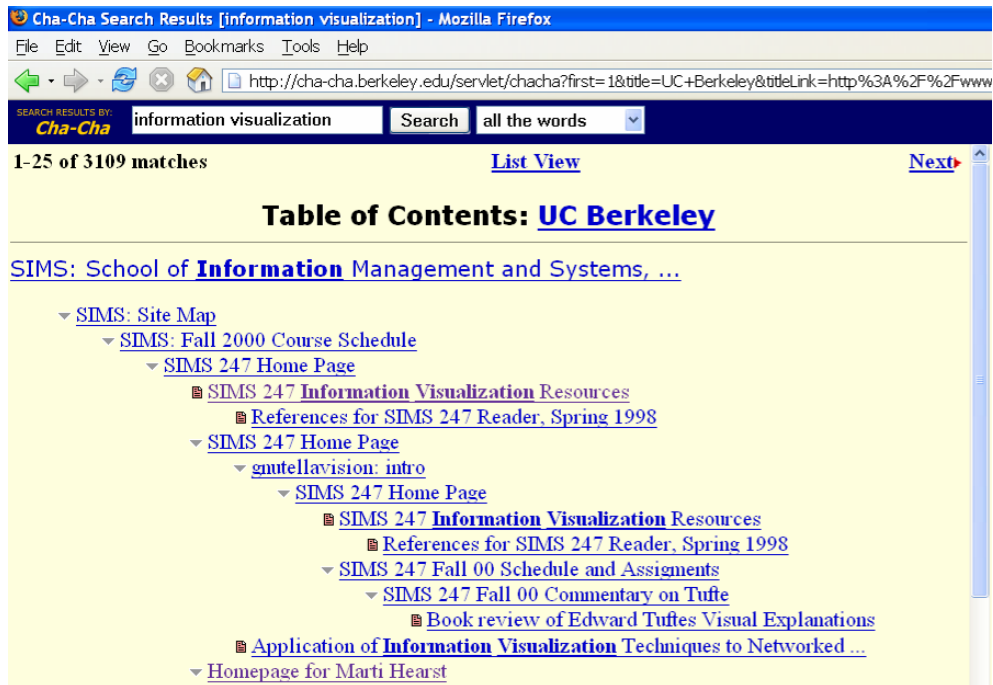 Cha-Cha Search Results [information visualization] - Mozilla Firefox
File Edit View Go Bookmarks Tools Help
http://cha-cha.berkeley.edu/servlet/chacha?first=1&title=UC+Berkeley&titleLink=http%3A%2F%2Fwww
SEARCH RESULTS BY:
Cha-Cha information visualization Search all the words
1-25 of 3109 matches List View Next
Table of Contents: UC Berkeley
SIMS: School of Information Management and Systems, ...
SIMS: Site Map
SIMS: Fall 2000 Course Schedule
SIMS 247 Home Page
SIMS 247 Information Visualization Resources
References for SIMS 247 Reader, Spring 1998
SIMS 247 Home Page
gnutellavision: intro
SIMS 247 Home Page
SIMS 247 Information Visualization Resources
References for SIMS 247 Reader, Spring 1998
SIMS 247 Fall 00 Schedule and Assigments
SIMS 247 Fall 00 Commentary on Tufte
Book review of Edward Tuftes Visual Explanations
Application of Information Visualization Techniques to Networked ...
Homepage for Marti Hearst